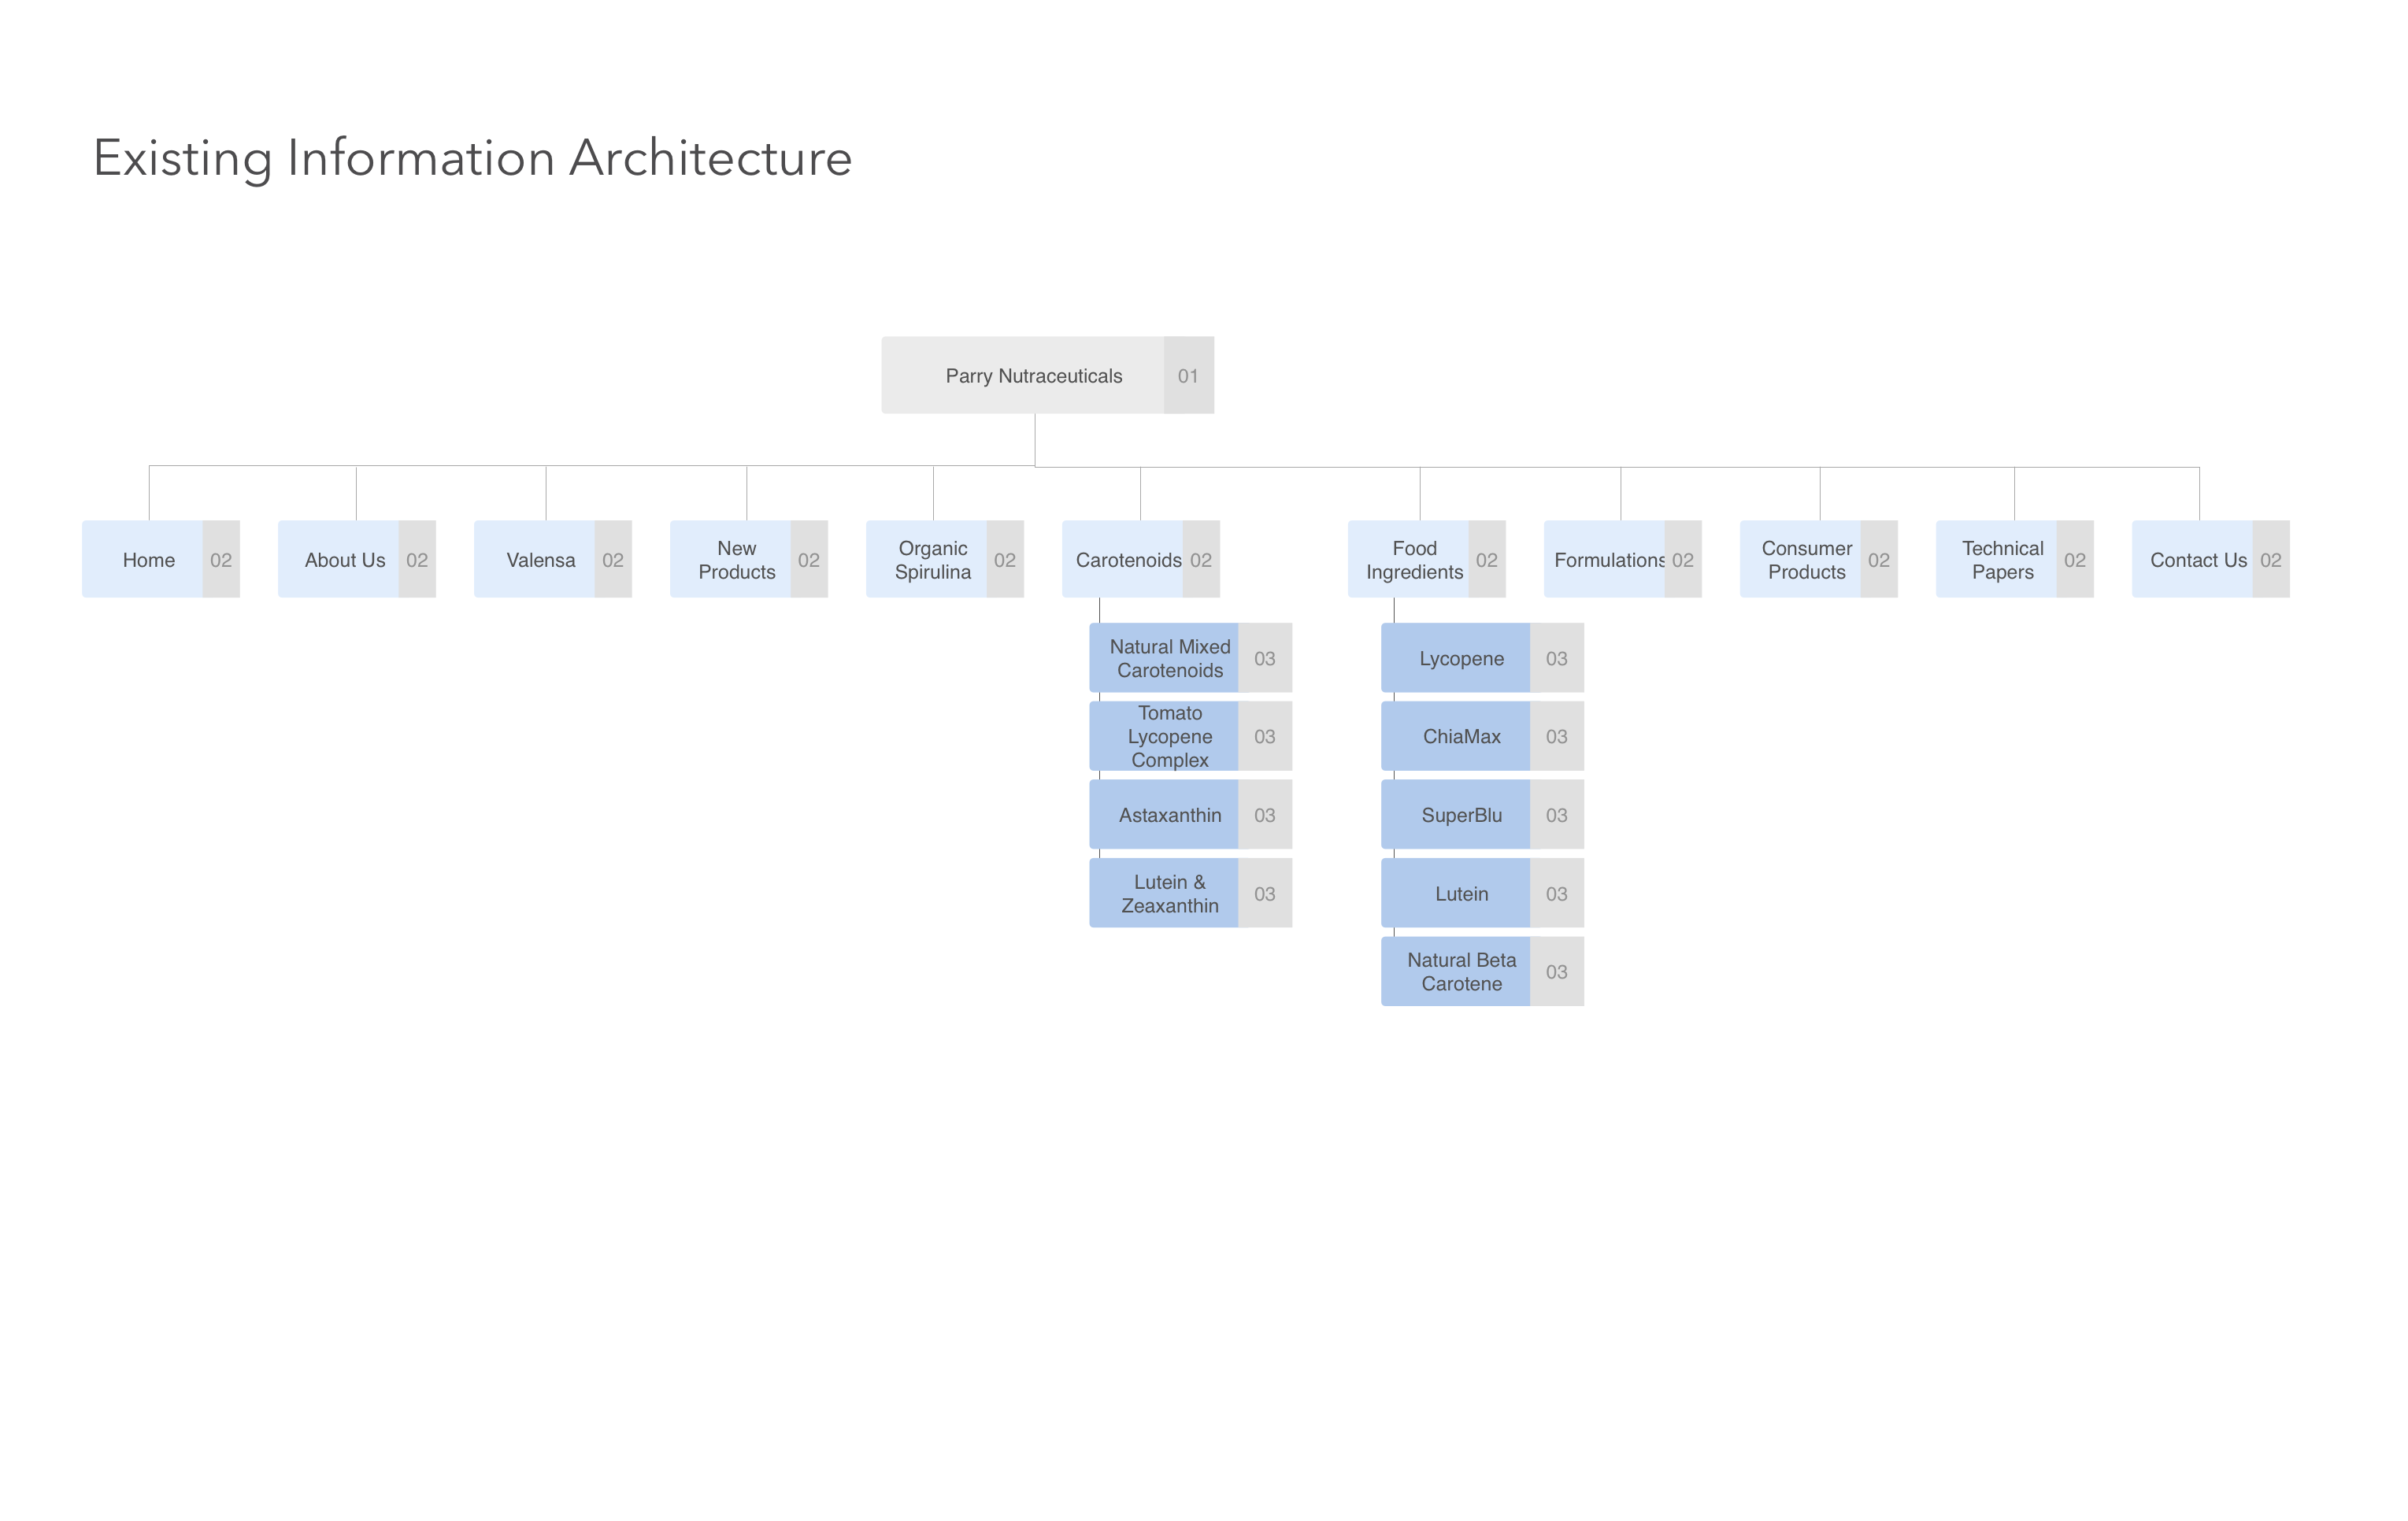 Existing Information Architecture
Parry Nutraceuticals 01
Home 02
About Us 02
Valensa 02
New
Products 02
Organic
Spirulina 02
Carotenoids 02
Food
Ingredients 02
Formulations 02
Consumer
Products 02
Technical
Papers 02
Contact Us 02
Natural Mixed
Carotenoids 03
Tomato
Lycopene
Complex 03
Astaxanthin 03
Lutein &
Zeaxanthin 03
Lycopene 03
ChiaMax 03
SuperBlu 03
Lutein 03
Natural Beta
Carotene 03